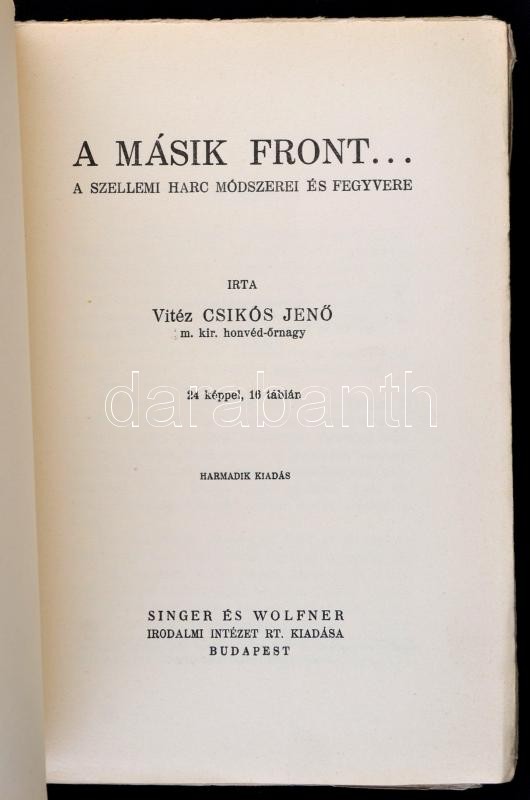 A MÁSIK FRONT...
A SZELLEMI HARC MÓDSZEREI ÉS FEGYVERE
IRTA
Vitéz CSIKÓS JENŐ
m. kir. honvéd-őrnagy
24 képpel, 16 táblán
darabanth
HARMADIK KIADÁS
SINGER ÉS WOLFNER
IRODALMI INTÉZET RT. KIADÁSA
BUDAPEST